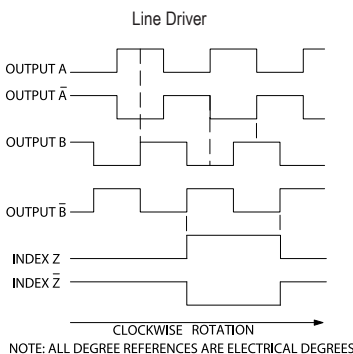 Line Driver
OUTPUT A
OUTPUT A̅
OUTPUT B
OUTPUT B̅
INDEX Z
INDEX Z̅
CLOCKWISE ROTATION
NOTE: ALL DEGREE REFERENCES ARE ELECTRICAL DEGREES